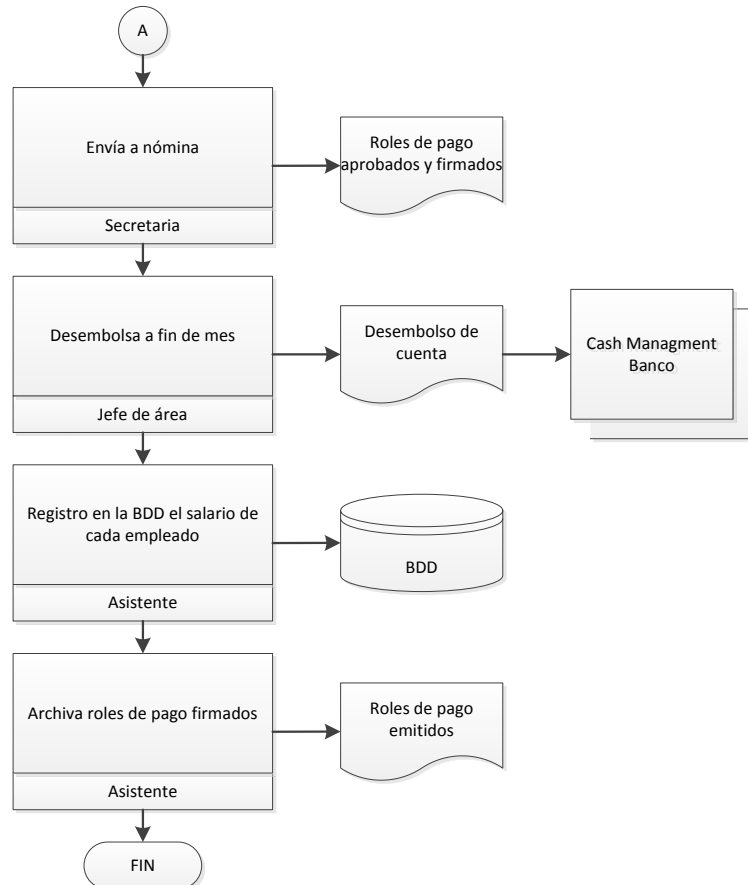 A
Envía a nómina
Secretaria
Roles de pago
aprobados y firmados
Desembolsa a fin de mes
Jefe de área
Desembolso de
cuenta
Cash Managment
Banco
Registro en la BDD el salario de
cada empleado
Asistente
BDD
Archiva roles de pago firmados
Asistente
Roles de pago
emitidos
FIN